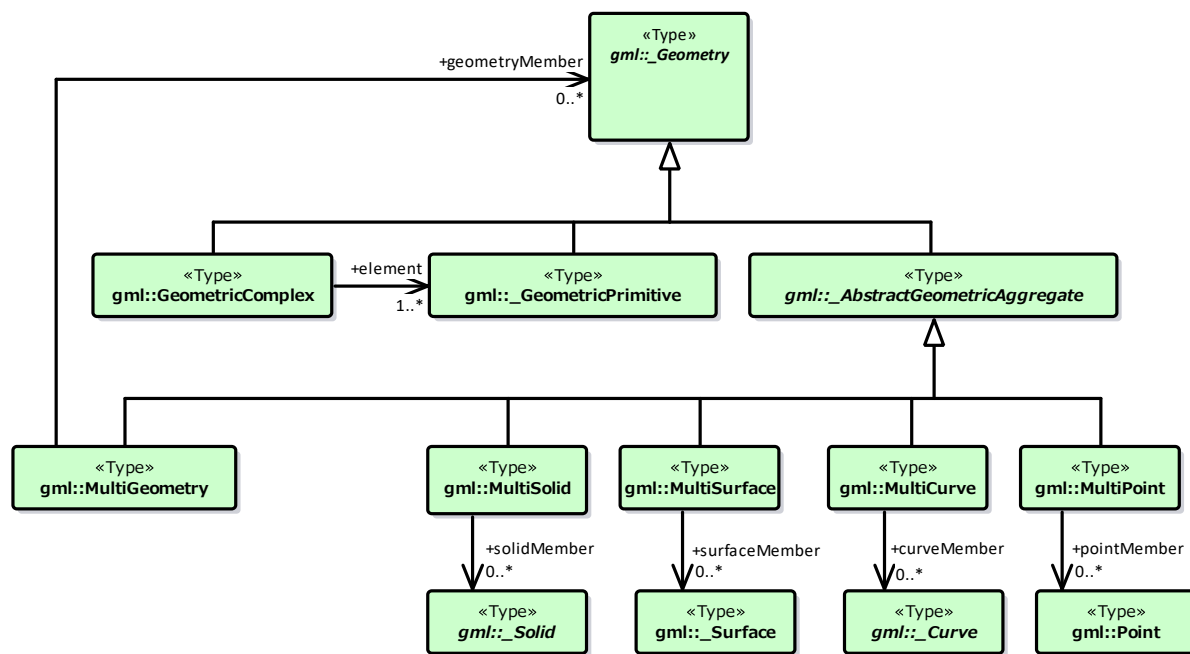 «Type»
gml::_Geometry
+geometryMember
0..*
«Type»
gml::GeometricComplex
+element
1..*
«Type»
gml::_GeometricPrimitive
«Type»
gml::_AbstractGeometricAggregate
«Type»
gml::MultiGeometry
«Type»
gml::MultiSolid
«Type»
gml::MultiSurface
«Type»
gml::MultiCurve
«Type»
gml::MultiPoint
+solidMember
0..*
+surfaceMember
0..*
+curveMember
0..*
+pointMember
0..*
«Type»
gml::_Solid
«Type»
gml::_Surface
«Type»
gml::_Curve
«Type»
gml::Point